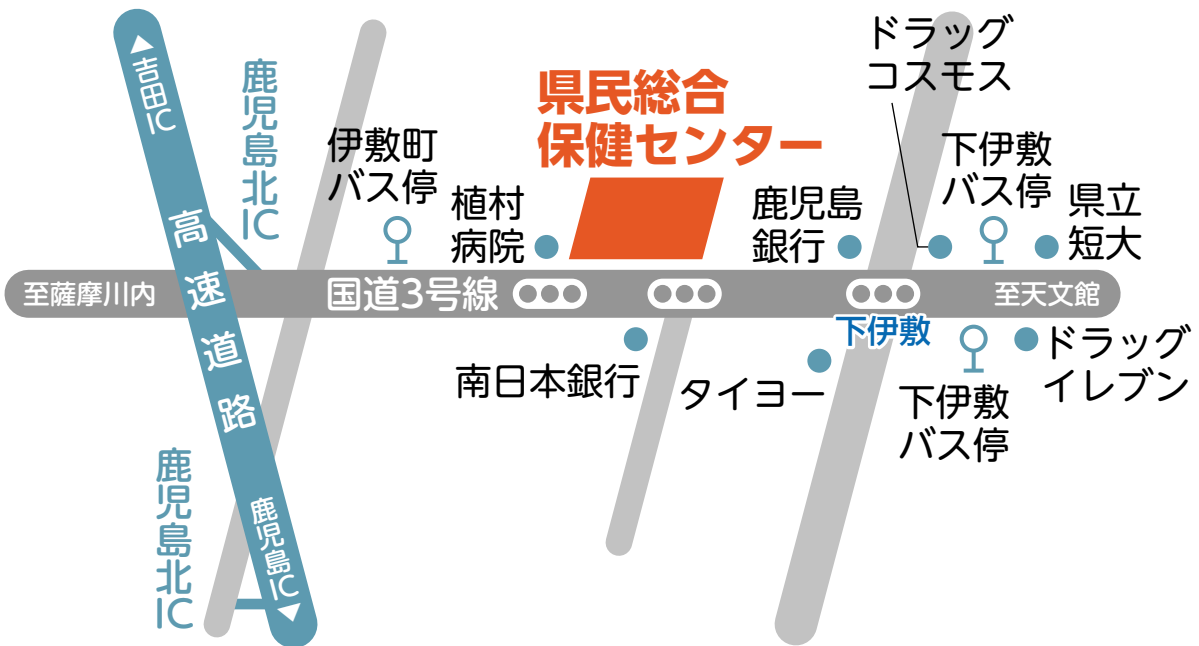 吉田IC
鹿児島北IC
伊敷町
バス停
植村
病院
県民総合
保健センター
ドラッグ
コスモス
鹿児島
銀行
下伊敷
バス停
県立
短大
高速道路
至薩摩川内
国道3号線
至天文館
下伊敷
南日本銀行
タイヨー
下伊敷
バス停
ドラッグ
イレブン
鹿児島北IC
鹿児島IC